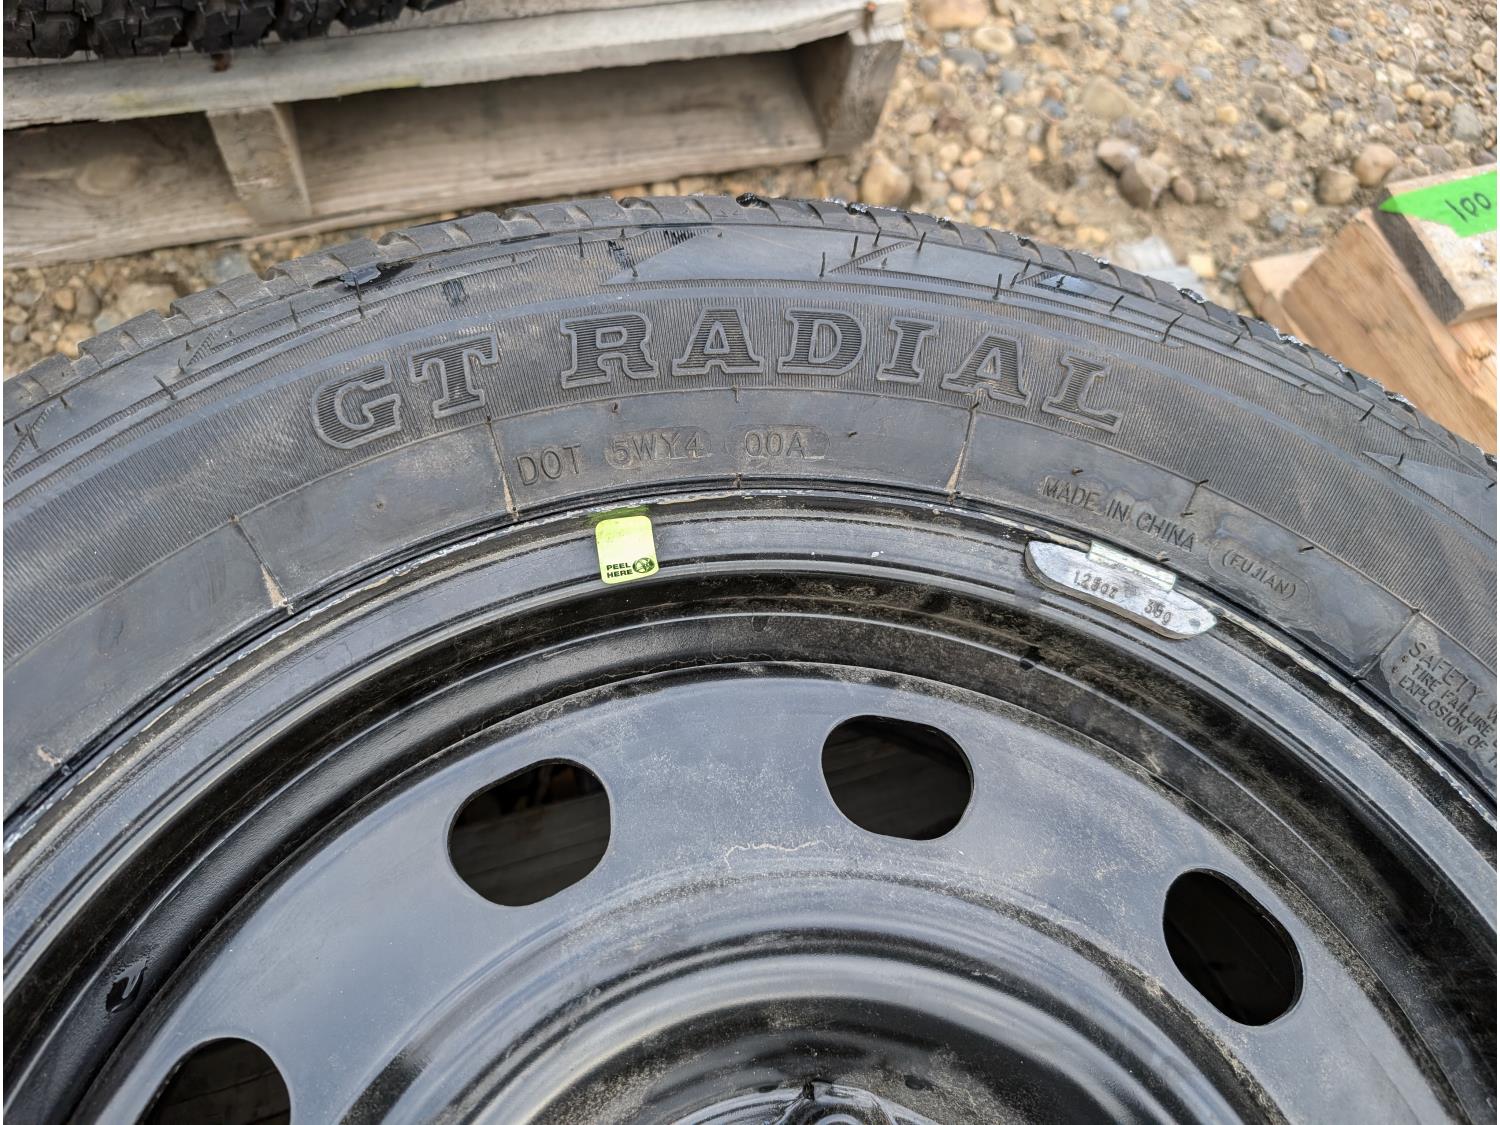 100
GT RADIAL
DOT 5WY4 00A
MADE IN CHINA (FUJIAN)
PEEL
HERE
1.25oz 35g
SAFETY
• TIRE FAILURE
• EXPLOSION OF